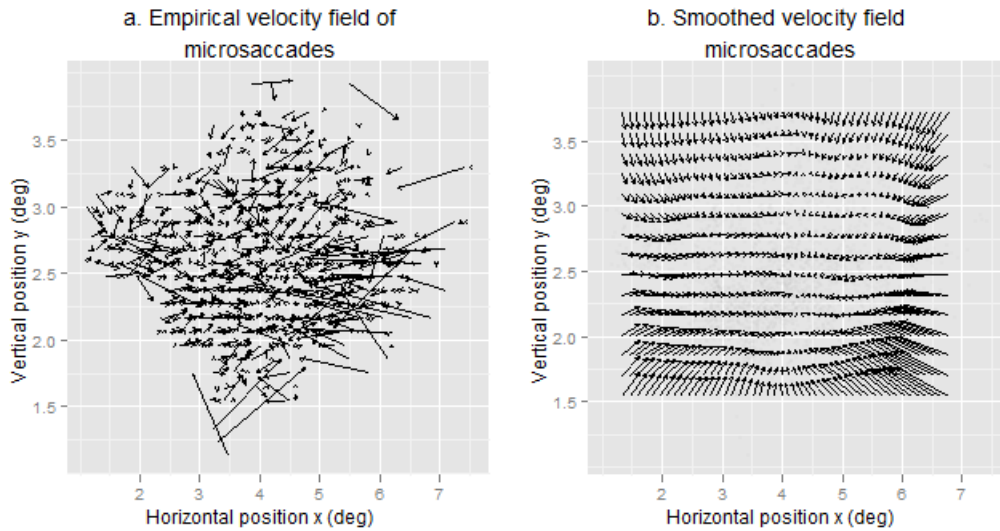 a. Empirical velocity field of
microsaccades
3.5
3.0
2.5
2.0
1.5
Vertical position y (deg)
2 3 4 5 6 7
Horizontal position x (deg)
b. Smoothed velocity field
microsaccades
3.5
3.0
2.5
2.0
1.5
Vertical position y (deg)
2 3 4 5 6 7
Horizontal position x (deg)